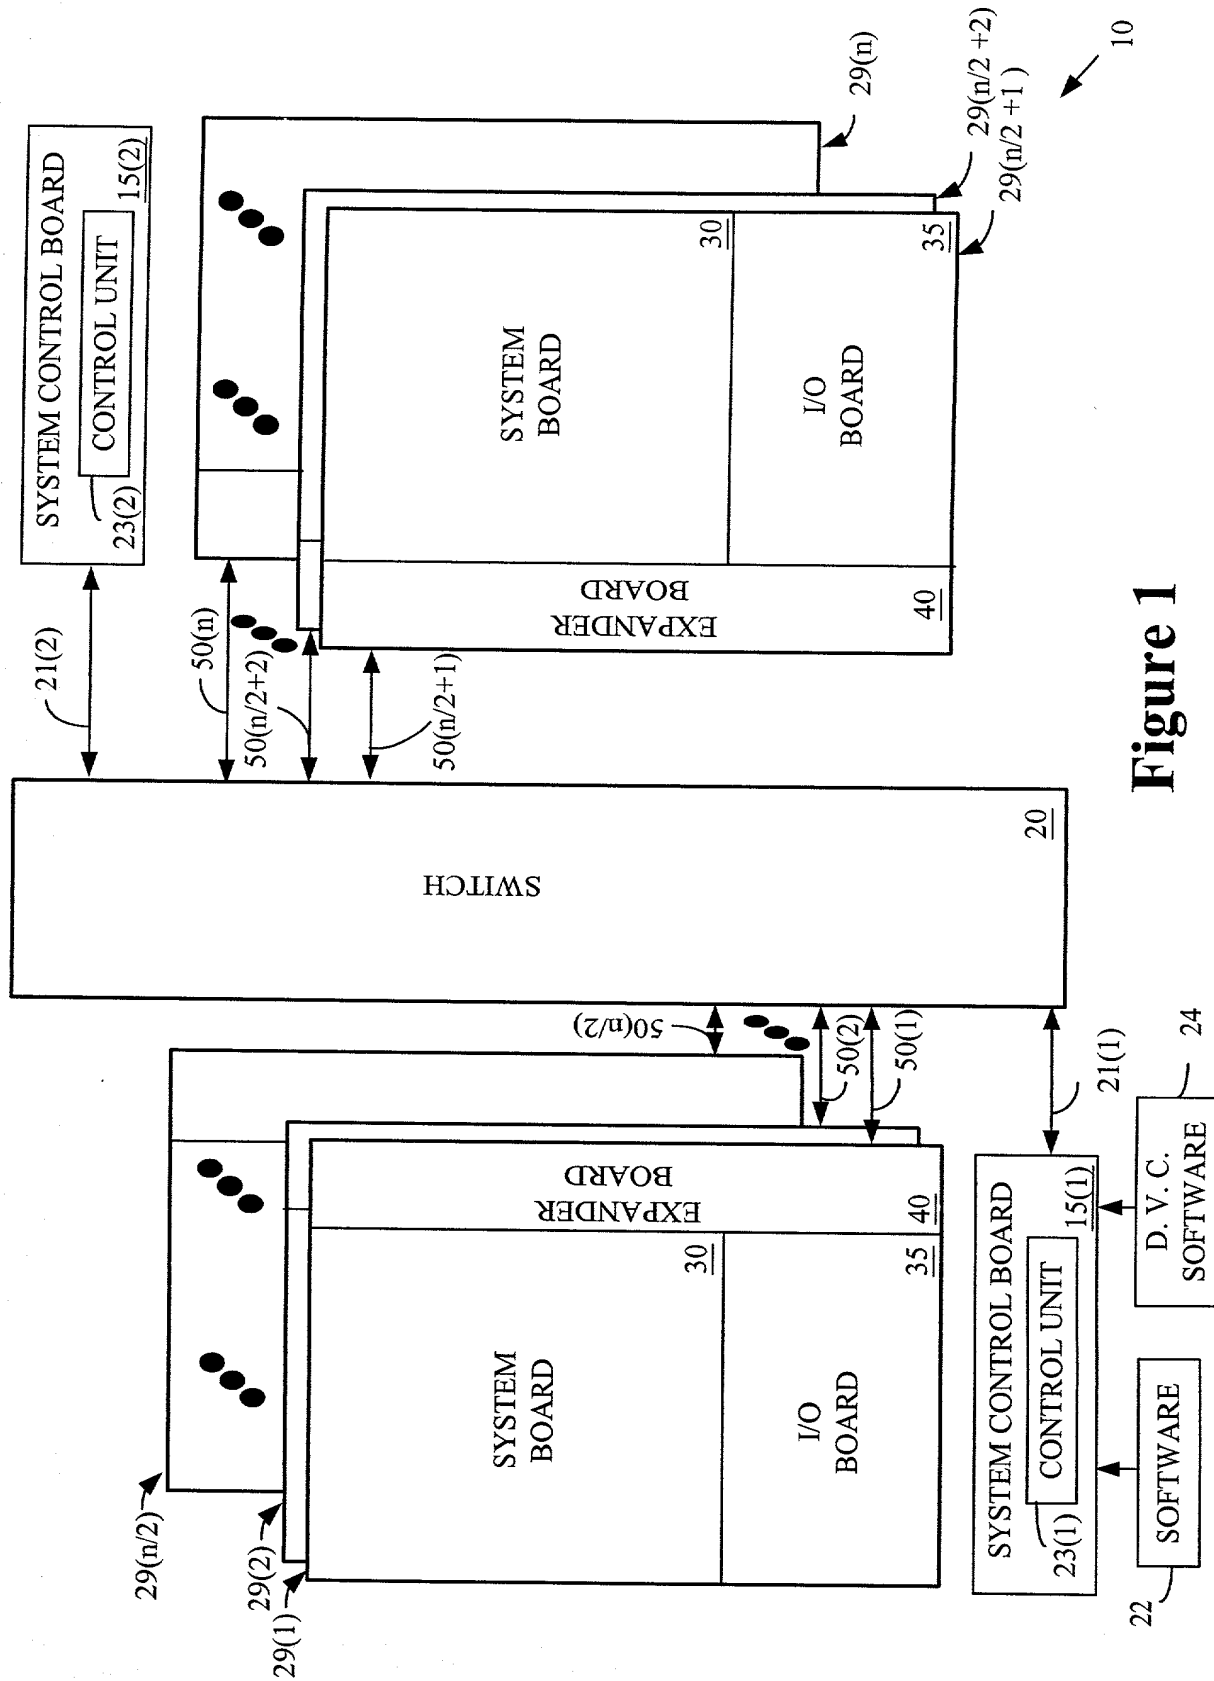 29(n/2)
29(2)
29(1)
SYSTEM
BOARD
30
I/O
BOARD
35
EXPANDER
BOARD
40
50(n/2)
50(2)
50(1)
SWITCH
20
SYSTEM CONTROL BOARD
15(2)
CONTROL UNIT
23(2)
21(2)
50(n)
50(n/2+2)
50(n/2+1)
EXPANDER
BOARD
40
SYSTEM
BOARD
30
I/O
BOARD
35
29(n)
29(n/2 +2)
29(n/2 +1)
10
SYSTEM CONTROL BOARD
15(1)
CONTROL UNIT
23(1)
21(1)
SOFTWARE
22
D. V. C.
SOFTWARE
24
Figure 1